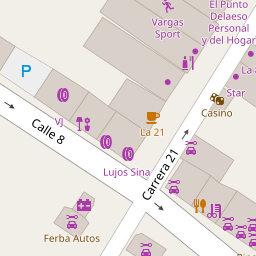 El Punto
Delaeso
Personal
y del Hogar
Vargas
Sport
La a
Star
P
Casino
VJ
La 21
Calle 8
Lujos Sina
Carrera 21
Ferba Autos